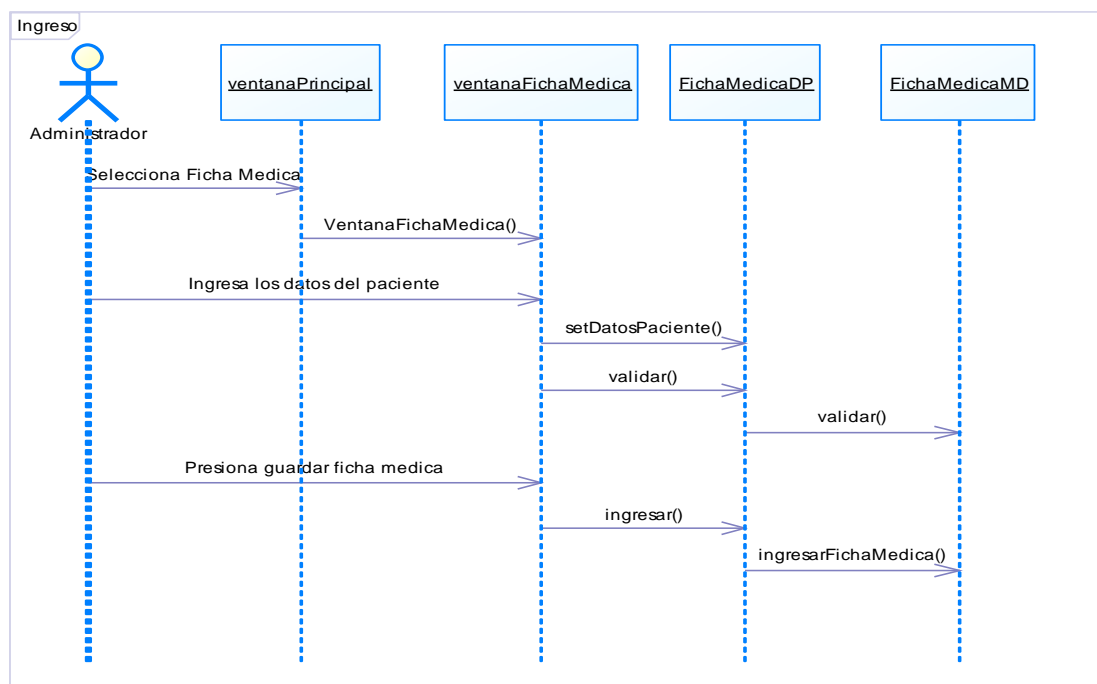 Ingreso
ventanaPrincipal
ventanaFichaMedica
FichaMedicaDP
FichaMedicaMD
Administrador
Selecciona Ficha Medica
VentanaFichaMedica()
Ingresa los datos del paciente
setDatosPaciente()
validar()
validar()
Presiona guardar ficha medica
ingresar()
ingresarFichaMedica()